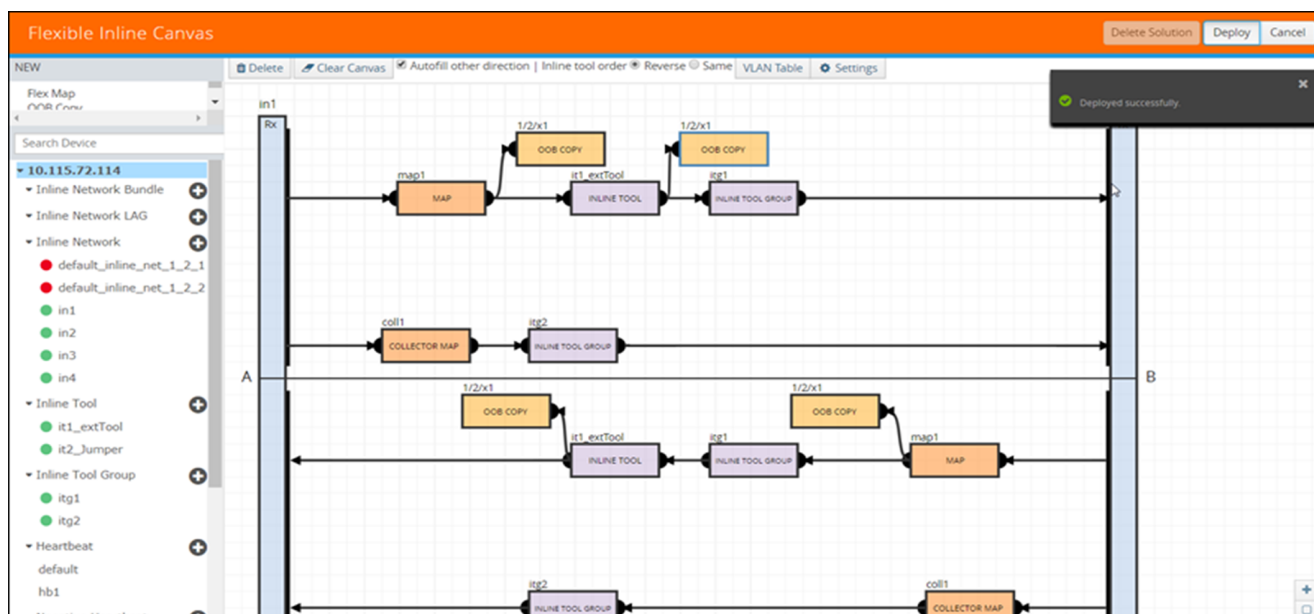 Flexible Inline Canvas
Delete Solution Deploy Cancel
NEW
Delete Clear Canvas Autofill other direction | Inline tool order Reverse Same VLAN Table Settings
Flex Map
OOB Copy
Deployed successfully.
Search Device
10.115.72.114
Inline Network Bundle
Inline Network LAG
Inline Network
default_inline_net_1_2_1
default_inline_net_1_2_2
in1
in2
in3
in4
Inline Tool
it1_extTool
it2_Jumper
Inline Tool Group
itg1
itg2
Heartbeat
default
hb1
in1
Rx
1/2/x1 1/2/x1
OOB COPY OOB COPY
map1 it1_extTool itg1
MAP INLINE TOOL INLINE TOOL GROUP
coll1 itg2
COLLECTOR MAP INLINE TOOL GROUP
A B
1/2/x1 1/2/x1
OOB COPY OOB COPY
it1_extTool itg1 map1
INLINE TOOL INLINE TOOL GROUP MAP
itg2 coll1
INLINE TOOL GROUP COLLECTOR MAP